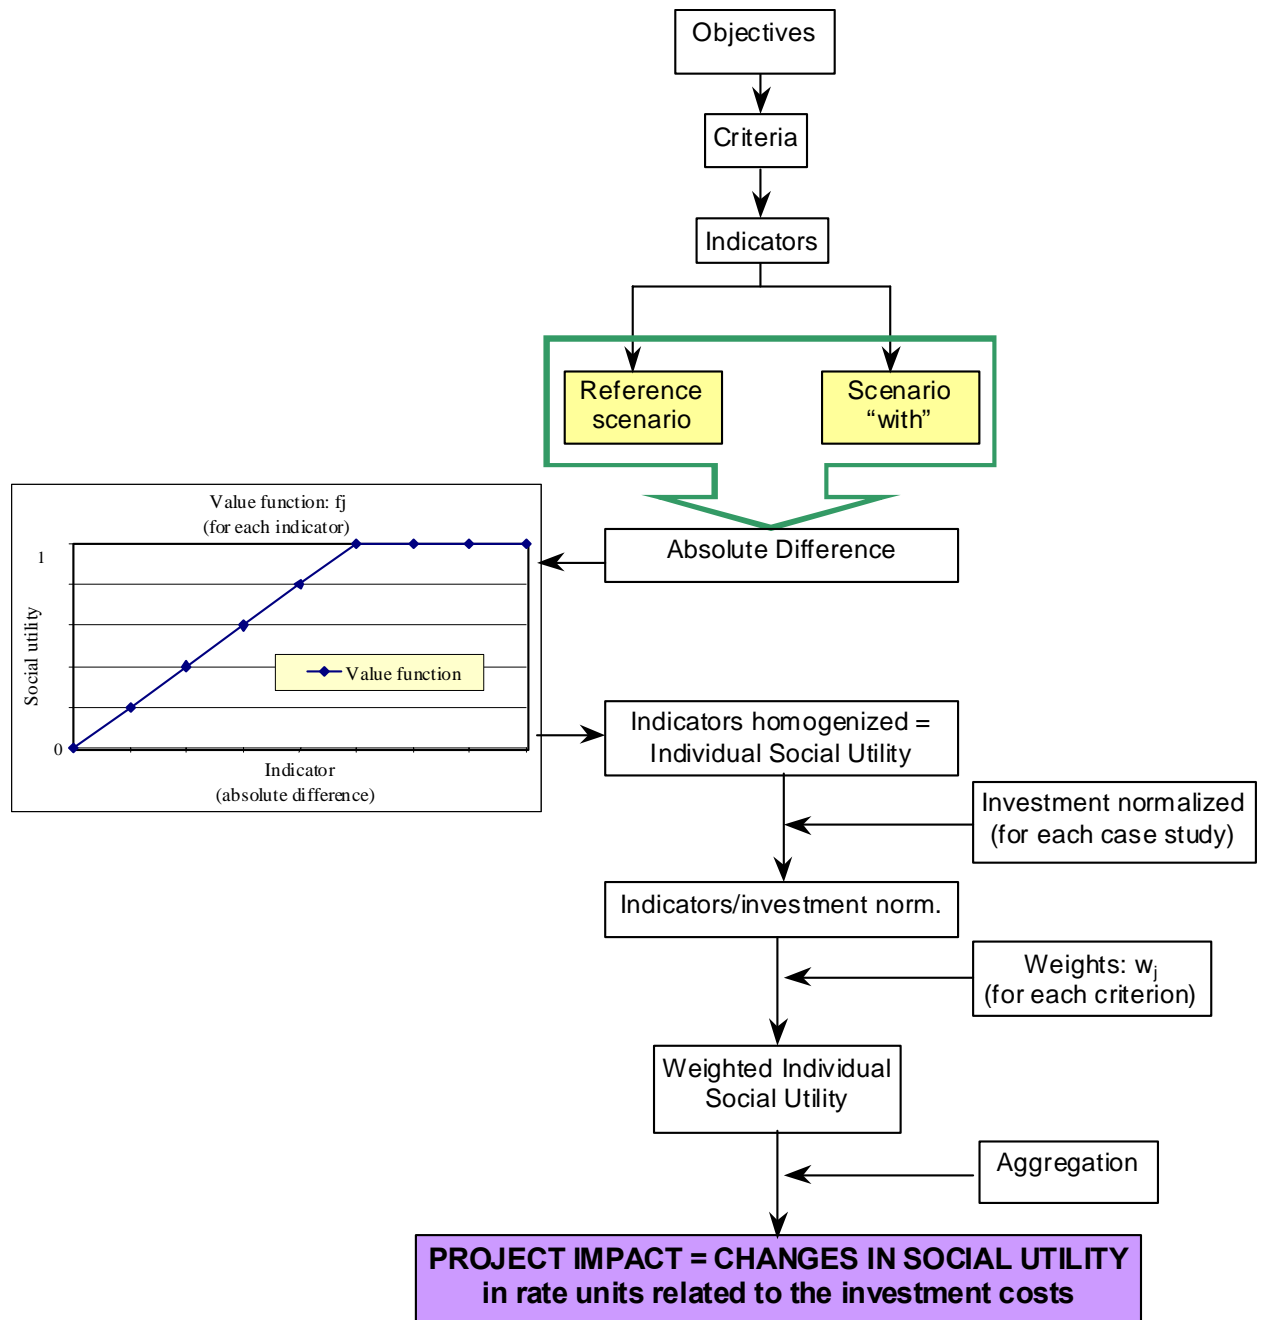 Objectives
Criteria
Indicators
Reference
scenario
Scenario
“with”
Absolute Difference
Value function: fj
(for each indicator)
1
Social utility
Value function
0
Indicator
(absolute difference)
Indicators homogenized =
Individual Social Utility
Investment normalized
(for each case study)
Indicators/investment norm.
Weights: wj
(for each criterion)
Weighted Individual
Social Utility
Aggregation
PROJECT IMPACT = CHANGES IN SOCIAL UTILITY
in rate units related to the investment costs